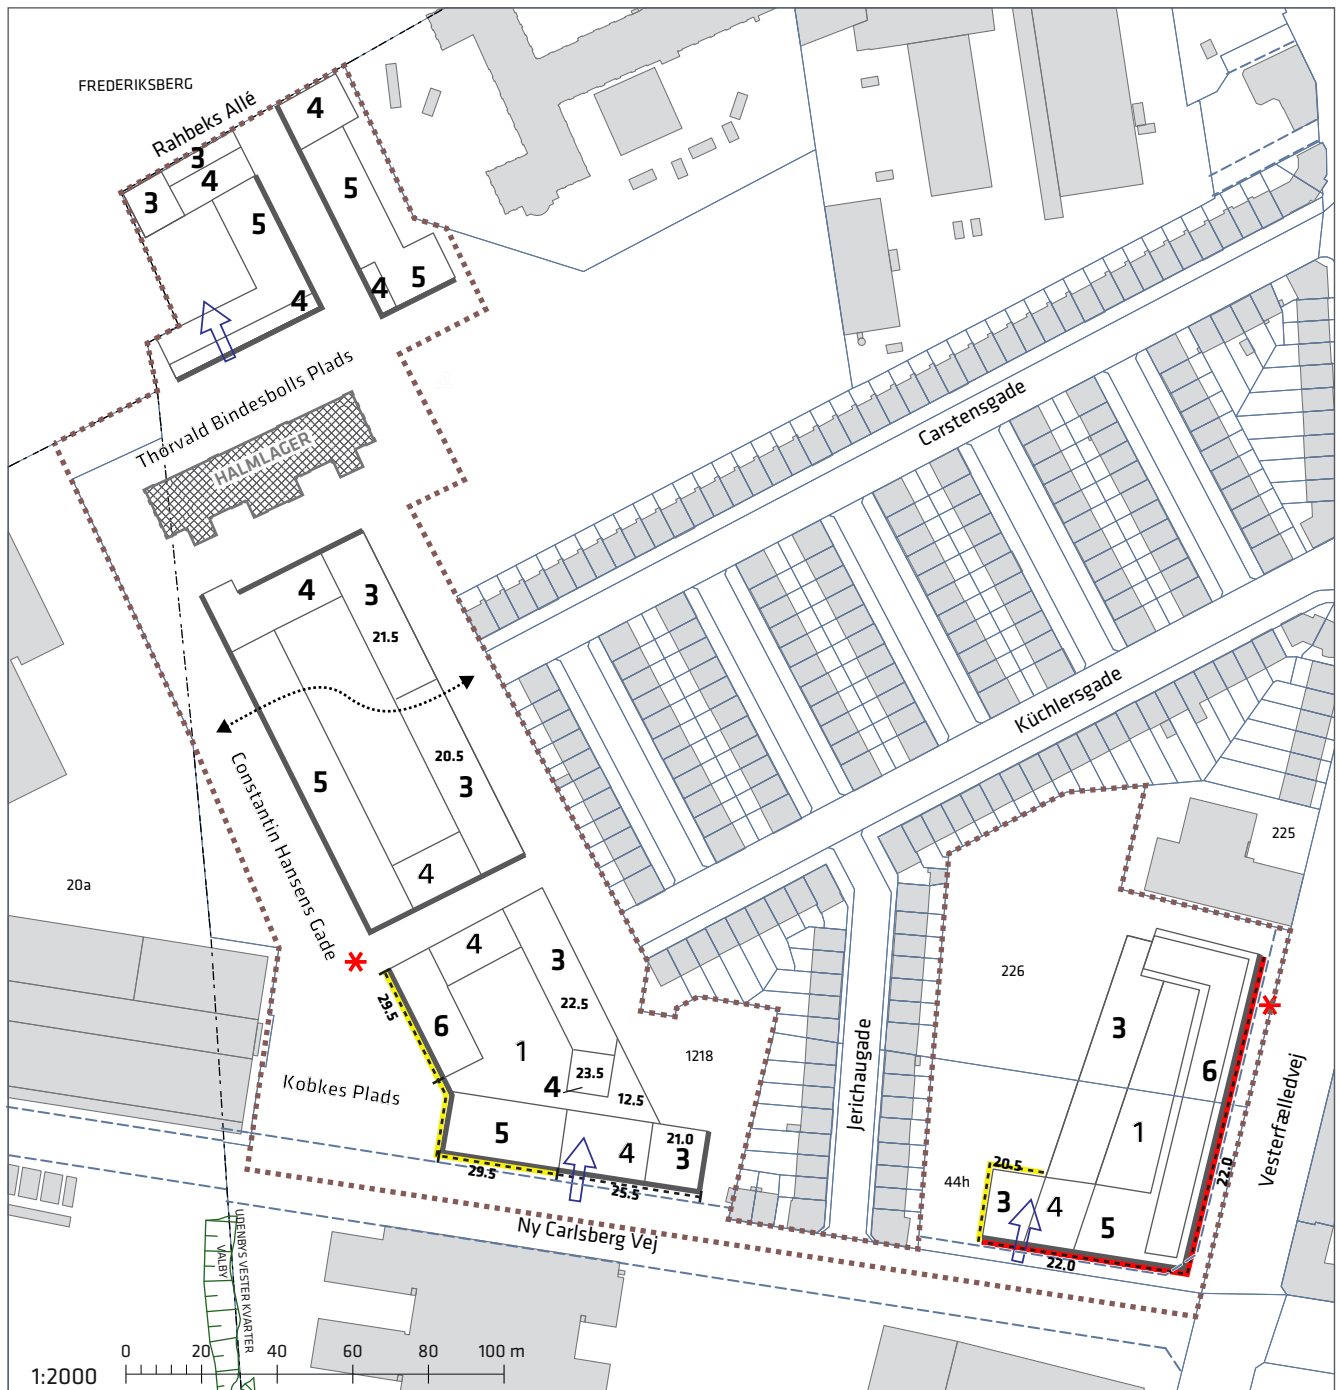 FREDERIKSBERG
Rahbeks Allé
4
3
4
3
5
5
4
4
5
Thorvald Bindesbolls Plads
HALMLAGER
Carstensgade
4
3
21.5
Küchlersgade
Constantin Hansens Gade
20.5
5
3
4
225
20a
4
3
226
29.5
22.5
6
3
1
1218
23.5
4
12.5
6
Jerichaugade
Vesterfælledvej
Kobkes Plads
5
4
21.0
3
1
29.5
25.5
20.5
44h
3
4
5
22.0
22.0
Ny Carlsberg Vej
UDENBYS VESTER KVARTER
VALBY
0 20 40 60 80 100 m
1:2000